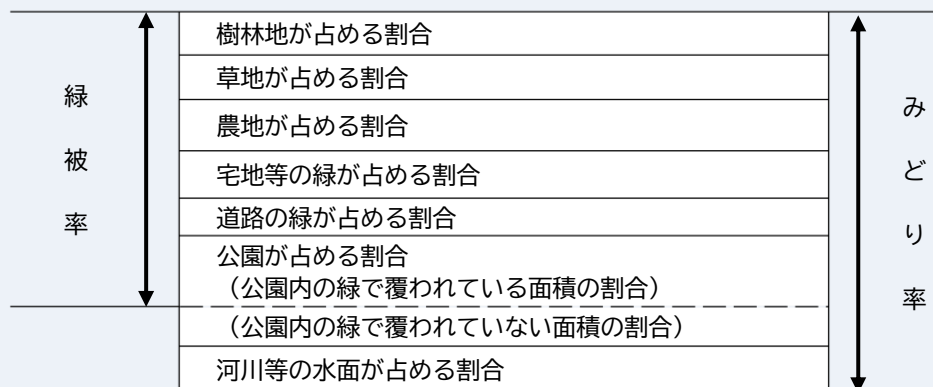 緑被率
樹林地が占める割合
草地が占める割合
農地が占める割合
宅地等の緑が占める割合
道路の緑が占める割合
公園が占める割合
（公園内の緑で覆われている面積の割合）
（公園内の緑で覆われていない面積の割合）
河川等の水面が占める割合
みどり率